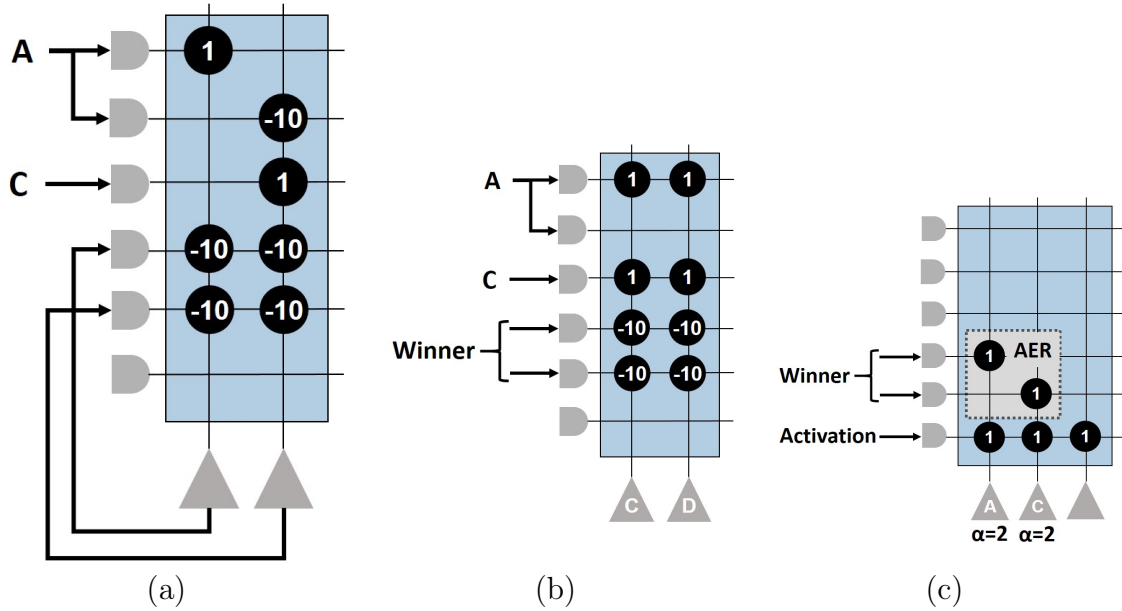 A
1
-10
C
1
-10 -10
-10 -10
(a)
A
1 1
C
1 1
Winner
-10 -10
-10 -10
C D
(b)
Winner
1 AER
1
Activation
1 1 1
A C
α=2 α=2
(c)